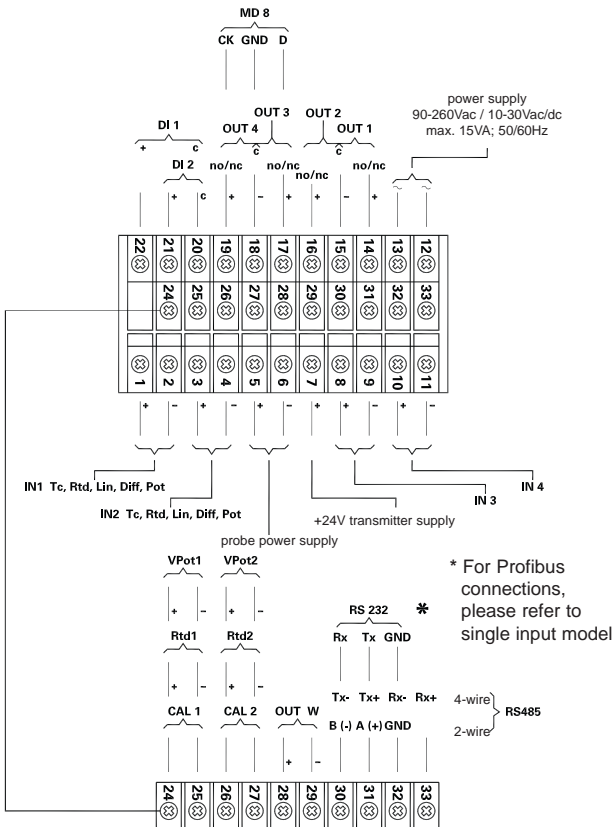 MD 8
CK GND D
OUT 3 OUT 2
DI 1 OUT 4 OUT 1
+ c c c
DI 2 no/nc no/nc no/nc no/nc
+ c + – + + – +
power supply
90-260Vac / 10-30Vac/dc
max. 15VA; 50/60Hz
~ ~
22 21 20 19 18 17 16 15 14 13 12
24 25 26 27 28 29 30 31 32 33
1 2 3 4 5 6 7 8 9 10 11
+ – + – + – + + – + –
IN1 Tc, Rtd, Lin, Diff, Pot
IN2 Tc, Rtd, Lin, Diff, Pot
probe power supply
+24V transmitter supply
IN 3
IN 4
VPot1 VPot2
+ – + –
Rtd1 Rtd2
+ – + –
CAL 1 CAL 2 OUT W
+ –
* For Profibus
connections,
please refer to
single input model
RS 232 *
Rx Tx GND
Tx- Tx+ Rx- Rx+ 4-wire
RS485
B (-) A (+) GND 2-wire
24 25 26 27 28 29 30 31 32 33